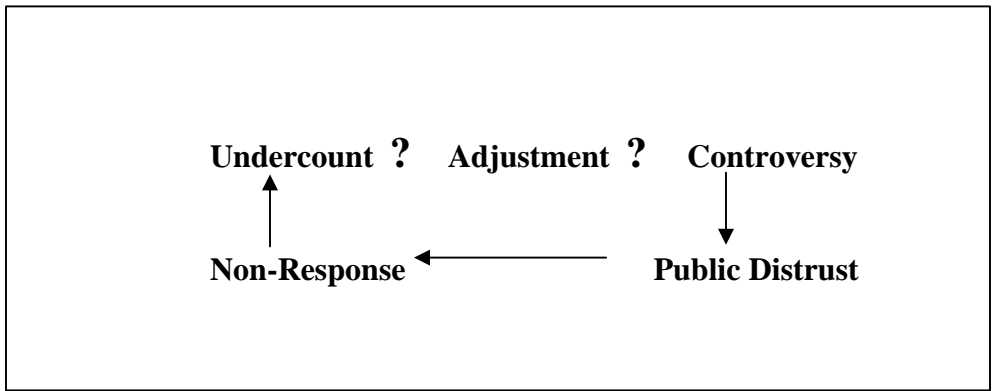 Undercount ? Adjustment ? Controversy
Non-Response Public Distrust